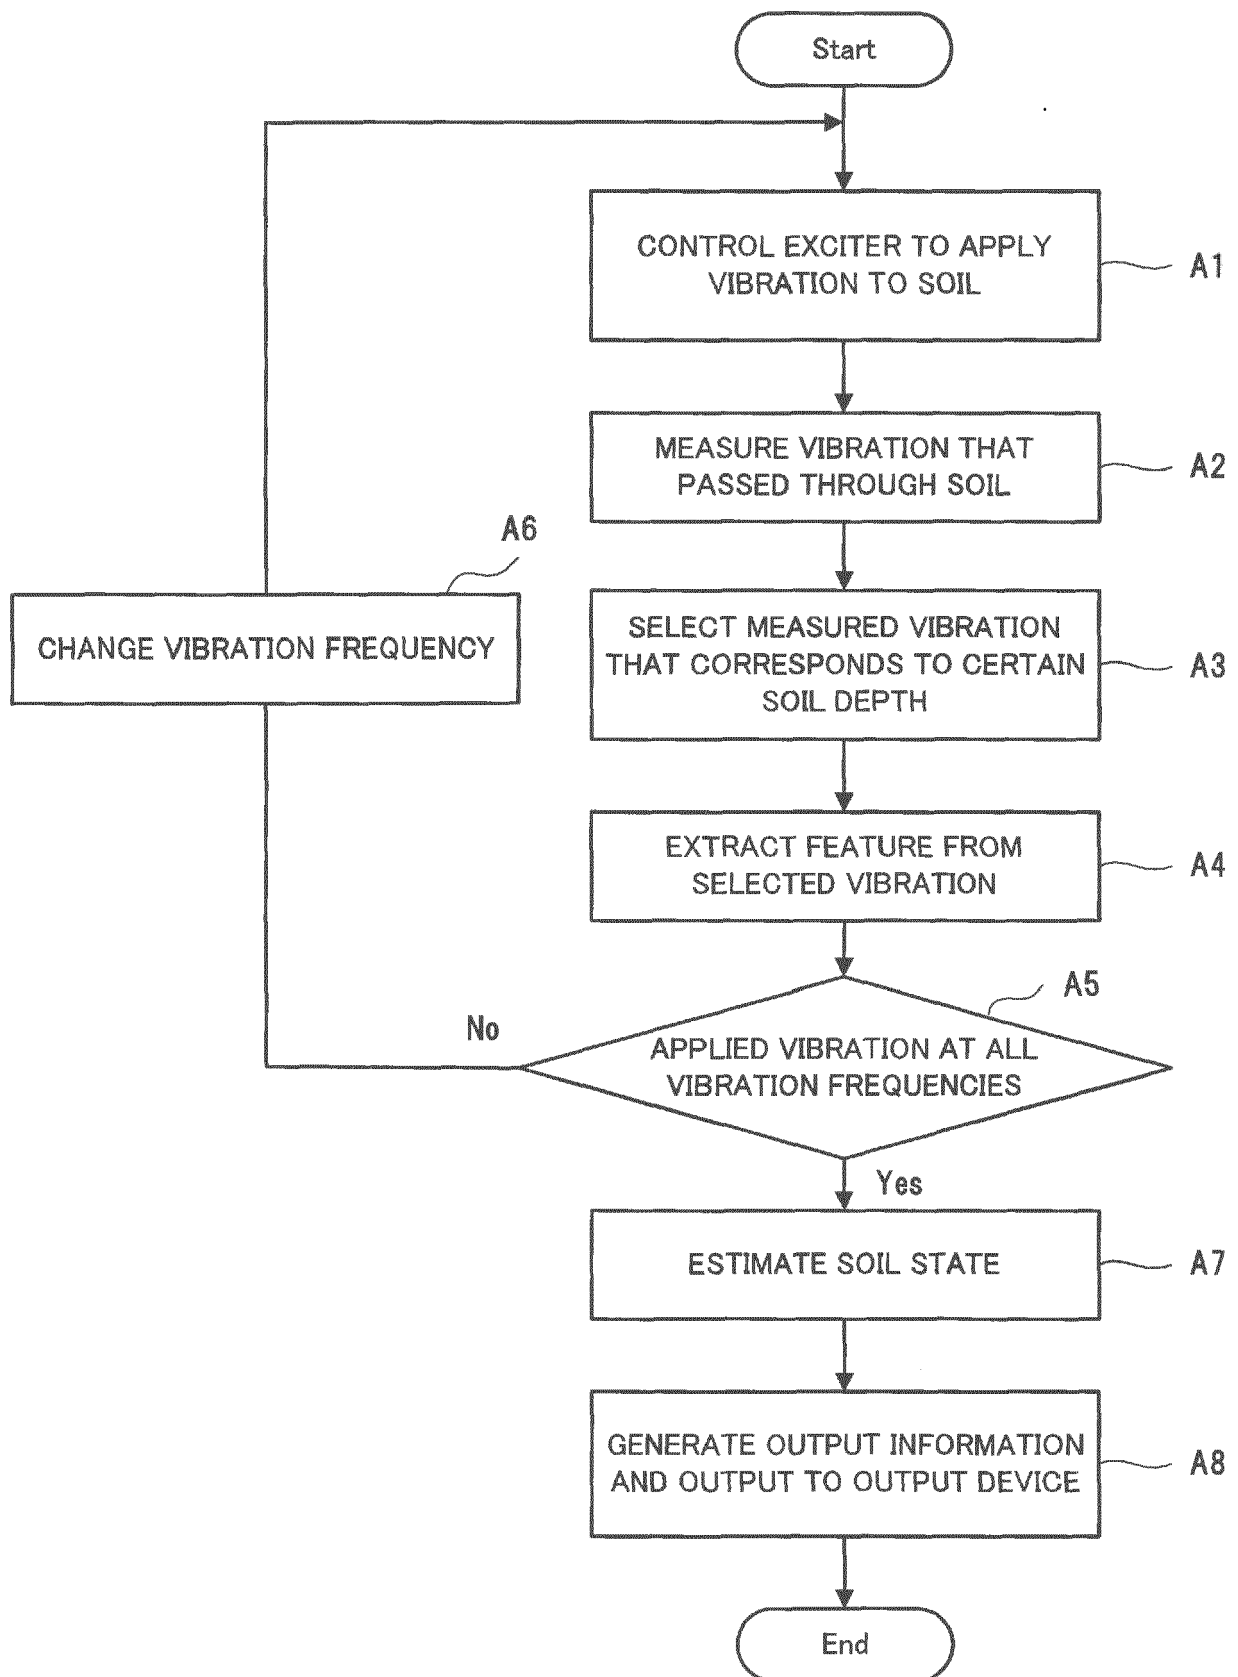 Start
CONTROL EXCITER TO APPLY
VIBRATION TO SOIL
A1
MEASURE VIBRATION THAT
PASSED THROUGH SOIL
A2
A6
CHANGE VIBRATION FREQUENCY
SELECT MEASURED VIBRATION
THAT CORRESPONDS TO CERTAIN
SOIL DEPTH
A3
EXTRACT FEATURE FROM
SELECTED VIBRATION
A4
A5
No
APPLIED VIBRATION AT ALL
VIBRATION FREQUENCIES
Yes
ESTIMATE SOIL STATE
A7
GENERATE OUTPUT INFORMATION
AND OUTPUT TO OUTPUT DEVICE
A8
End